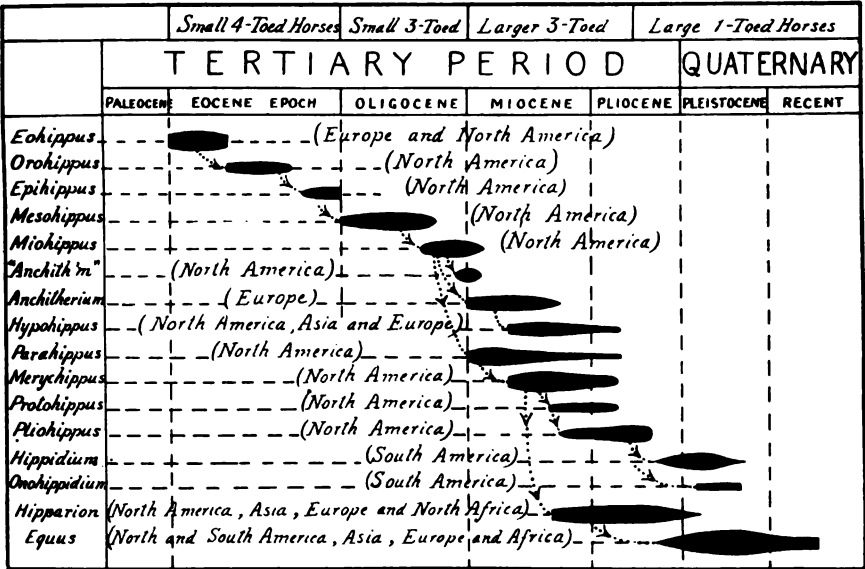 Small 4-Toed Horses Small 3-Toed Larger 3-Toed Large 1-Toed Horses
TERTIARY PERIOD QUATERNARY
PALEOCENE EOCENE EPOCH OLIGOCENE MIOCENE PLIOCENE PLEISTOCENE RECENT
Eohippus (Europe and North America)
Orohippus (North America)
Epihippus (North America)
Mesohippus (North America)
Miohippus (North America)
"Anchith'm" (North America)
Anchitherium (Europe)
Hypohippus (North America, Asia and Europe)
Parahippus (North America)
Merychippus (North America)
Protohippus (North America)
Pliohippus (North America)
Hippidium (South America)
Onohippidium (South America)
Hipparion (North America, Asia, Europe and North Africa)
Equus (North and South America, Asia, Europe and Africa)